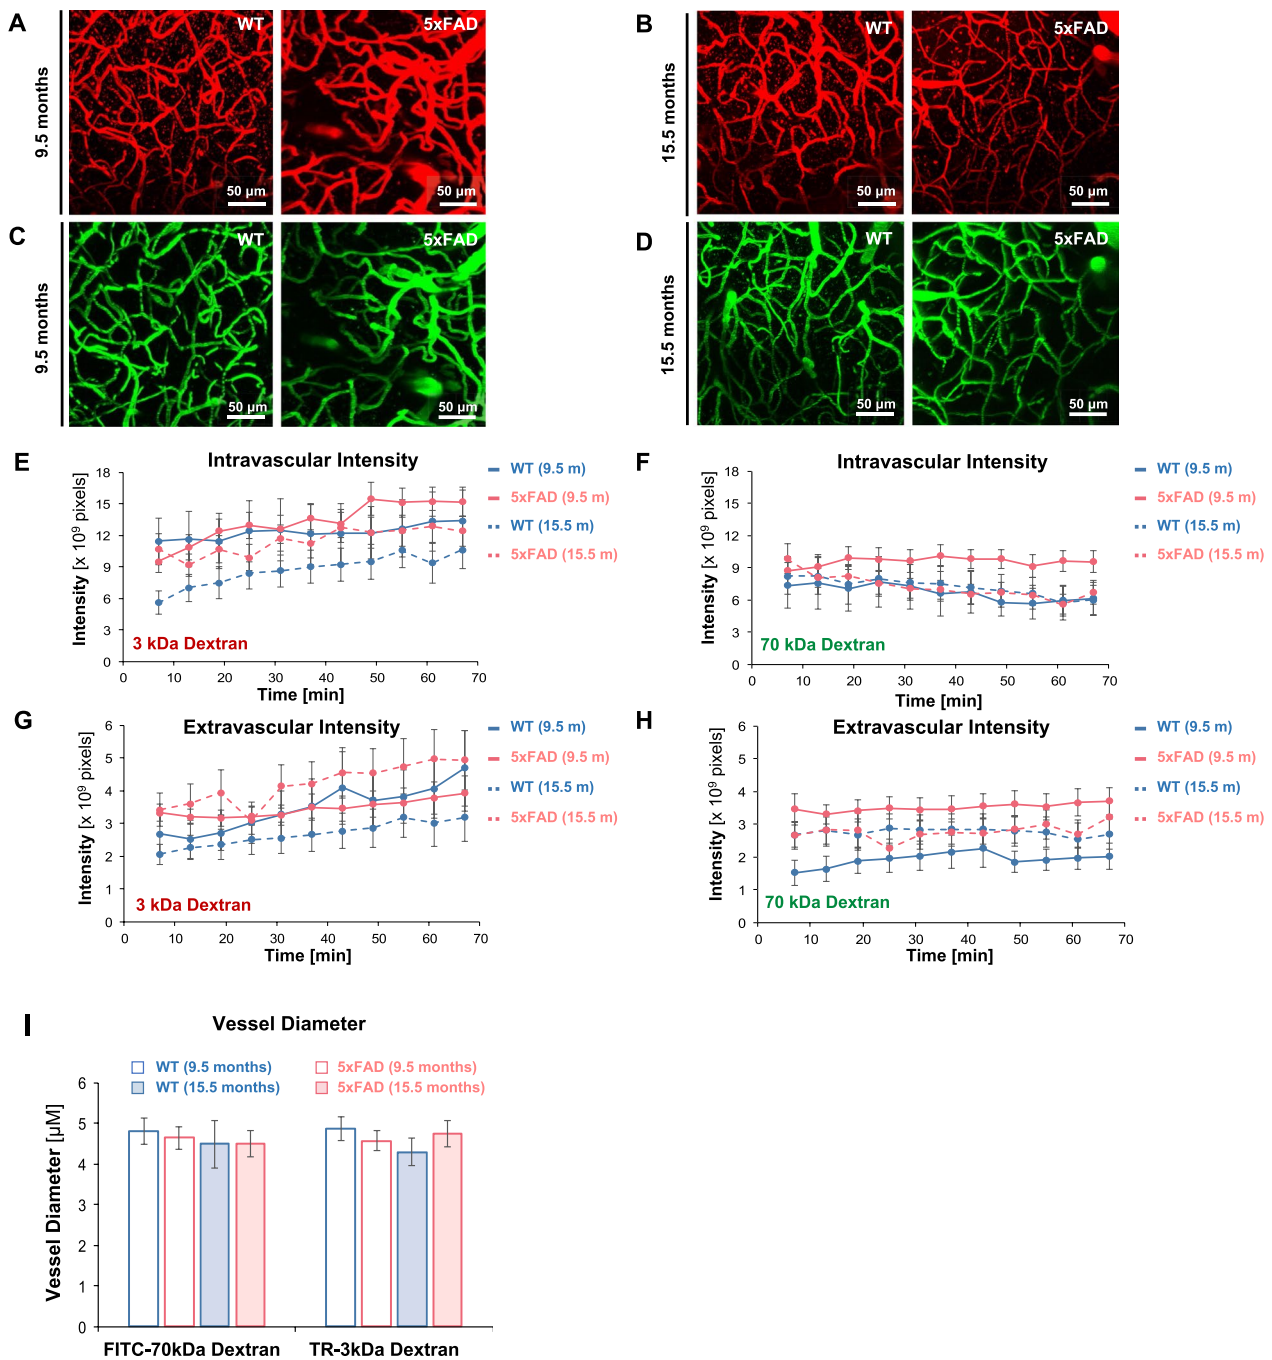 A
WT
5xFAD
9.5 months
50 µm
50 µm
B
WT
5xFAD
15.5 months
50 µm
50 µm
C
WT
5xFAD
9.5 months
50 µm
50 µm
D
WT
5xFAD
15.5 months
50 µm
50 µm
E
Intravascular Intensity
Intensity [x 10⁹ pixels]
18
15
12
9
6
3
0
3 kDa Dextran
0 10 20 30 40 50 60 70
Time [min]
WT (9.5 m)
5xFAD (9.5 m)
WT (15.5 m)
5xFAD (15.5 m)
F
Intravascular Intensity
Intensity [x 10⁹ pixels]
18
15
12
9
6
3
0
70 kDa Dextran
0 10 20 30 40 50 60 70
Time [min]
WT (9.5 m)
5xFAD (9.5 m)
WT (15.5 m)
5xFAD (15.5 m)
G
Extravascular Intensity
Intensity [x 10⁹ pixels]
6
5
4
3
2
1
0
3 kDa Dextran
0 10 20 30 40 50 60 70
Time [min]
WT (9.5 m)
5xFAD (9.5 m)
WT (15.5 m)
5xFAD (15.5 m)
H
Extravascular Intensity
Intensity [x 10⁹ pixels]
6
5
4
3
2
1
0
70 kDa Dextran
0 10 20 30 40 50 60 70
Time [min]
WT (9.5 m)
5xFAD (9.5 m)
WT (15.5 m)
5xFAD (15.5 m)
I
Vessel Diameter
WT (9.5 months)
5xFAD (9.5 months)
WT (15.5 months)
5xFAD (15.5 months)
Vessel Diameter [µM]
6
5
4
3
2
1
0
FITC-70kDa Dextran
TR-3kDa Dextran